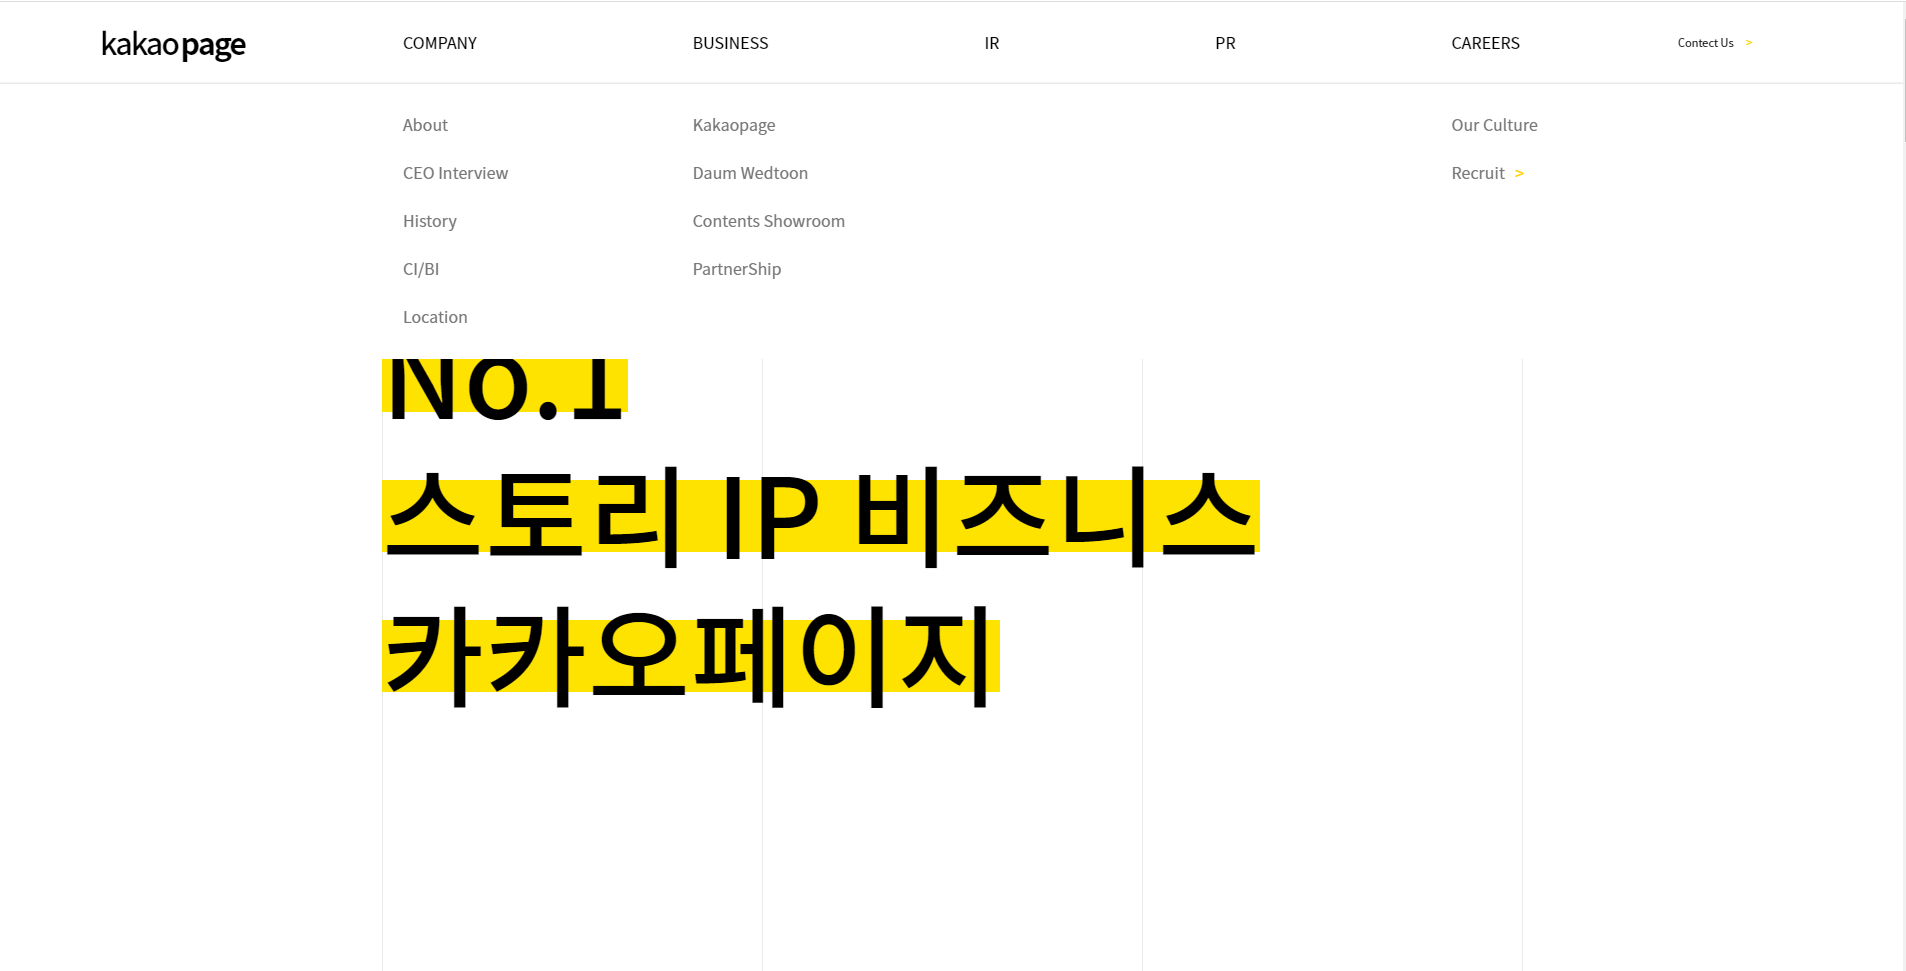 kakaopage COMPANY BUSINESS IR PR CAREERS Contect Us >
About Kakaopage Our Culture
CEO Interview Daum Wedtoon Recruit >
History Contents Showroom
CI/BI PartnerShip
Location
No.1
스토리 IP 비즈니스
카카오페이지